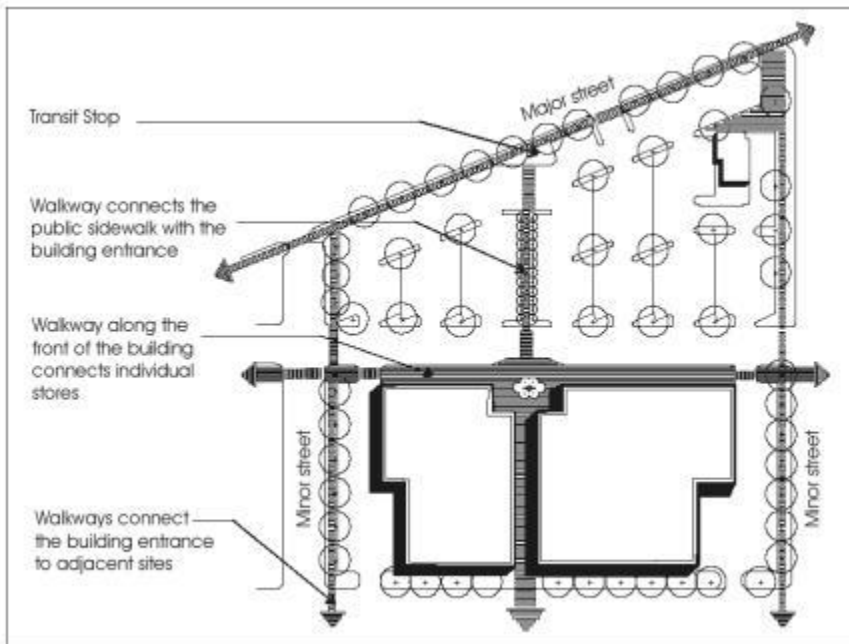 Major street
Transit Stop
Walkway connects the
public sidewalk with the
building entrance
Walkway along the
front of the building
connects individual
stores
Minor street
Minor street
Walkways connect
the building entrance
to adjacent sites